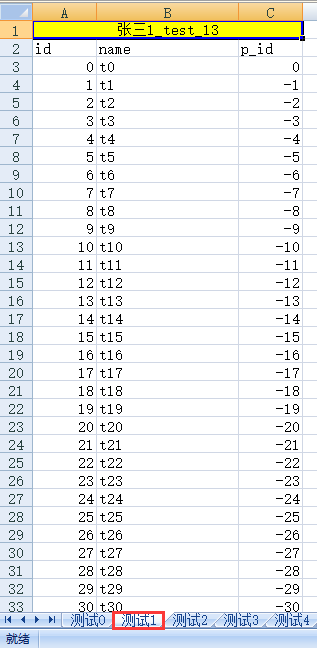 A B C
1 张三1_test_13
2 id name p_id
3 0 t0 0
4 1 t1 -1
5 2 t2 -2
6 3 t3 -3
7 4 t4 -4
8 5 t5 -5
9 6 t6 -6
10 7 t7 -7
11 8 t8 -8
12 9 t9 -9
13 10 t10 -10
14 11 t11 -11
15 12 t12 -12
16 13 t13 -13
17 14 t14 -14
18 15 t15 -15
19 16 t16 -16
20 17 t17 -17
21 18 t18 -18
22 19 t19 -19
23 20 t20 -20
24 21 t21 -21
25 22 t22 -22
26 23 t23 -23
27 24 t24 -24
28 25 t25 -25
29 26 t26 -26
30 27 t27 -27
31 28 t28 -28
32 29 t29 -29
33 30 t30 -30
测试0 测试1 测试2 测试3 测试4
就绪